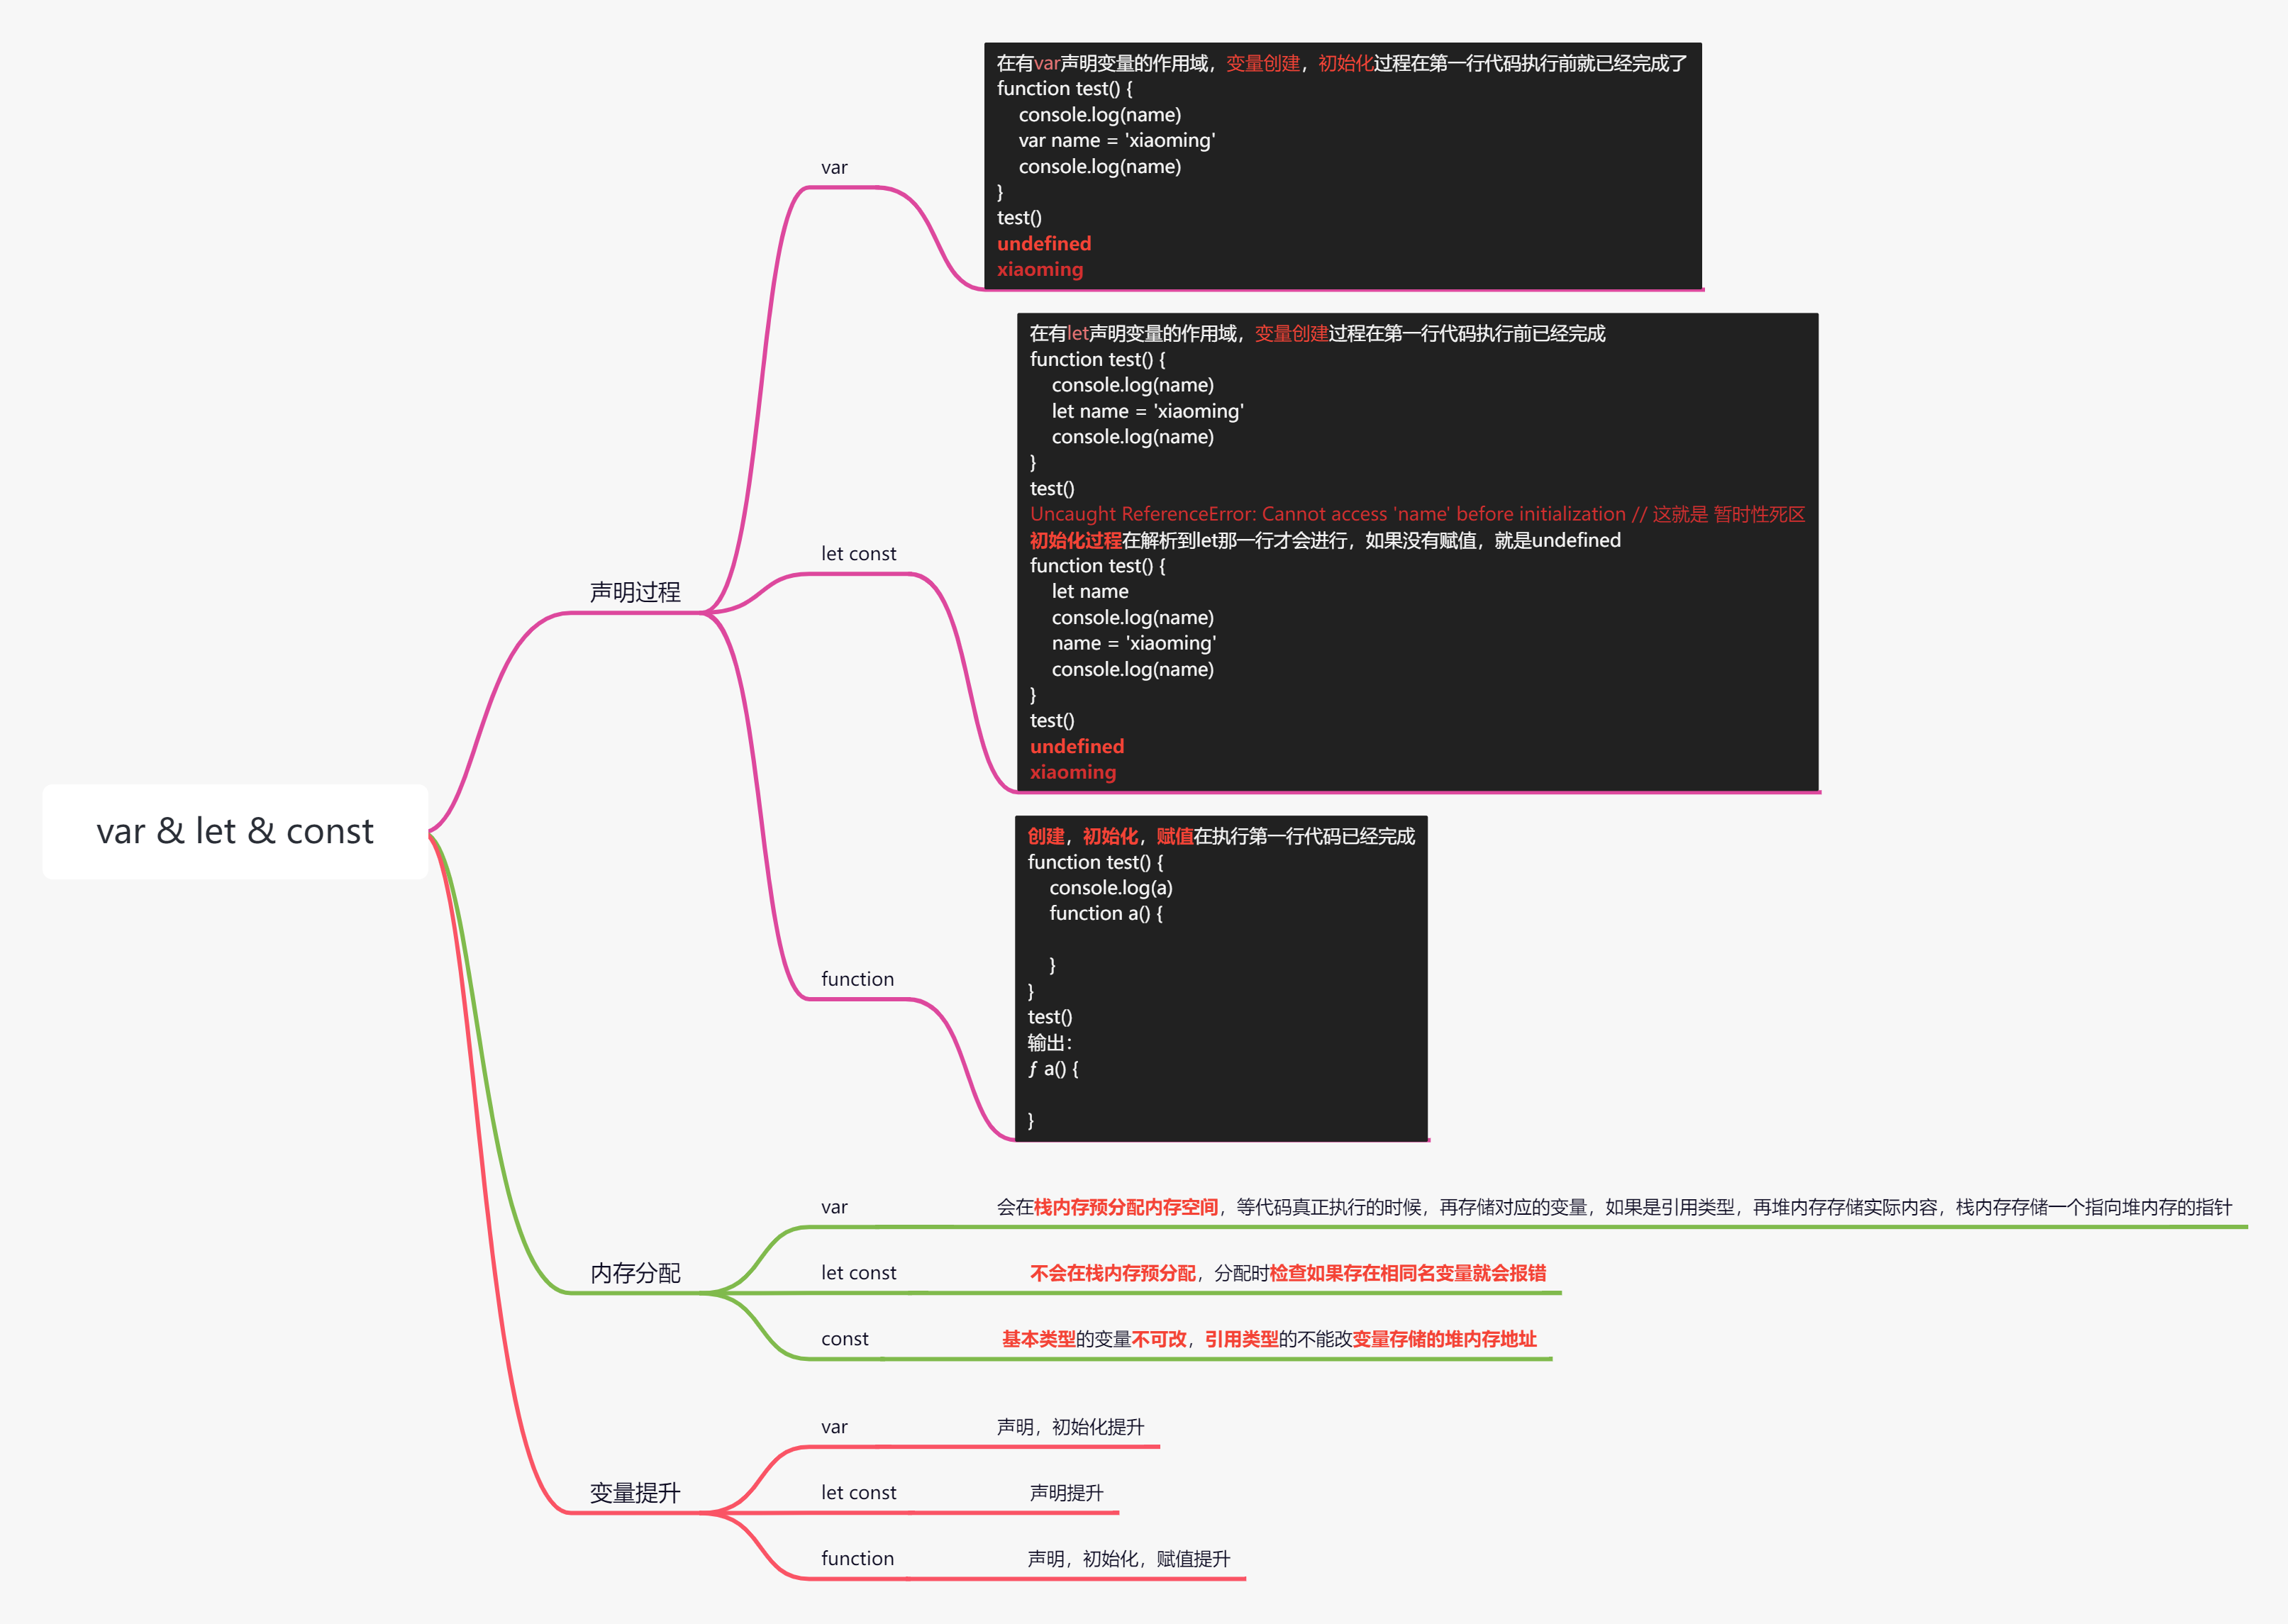 var & let & const
声明过程
var
在有var声明变量的作用域，变量创建，初始化过程在第一行代码执行前就已经完成了
function test() {
    console.log(name)
    var name = 'xiaoming'
    console.log(name)
}
test()
undefined
xiaoming
let const
在有let声明变量的作用域，变量创建过程在第一行代码执行前已经完成
function test() {
    console.log(name)
    let name = 'xiaoming'
    console.log(name)
}
test()
Uncaught ReferenceError: Cannot access 'name' before initialization // 这就是 暂时性死区
初始化过程在解析到let那一行才会进行，如果没有赋值，就是undefined
function test() {
    let name
    console.log(name)
    name = 'xiaoming'
    console.log(name)
}
test()
undefined
xiaoming
function
创建，初始化，赋值在执行第一行代码已经完成
function test() {
    console.log(a)
    function a() {
    }
}
test()
输出：
ƒ a() {
}
内存分配
var
会在栈内存预分配内存空间，等代码真正执行的时候，再存储对应的变量，如果是引用类型，再堆内存存储实际内容，栈内存存储一个指向堆内存的指针
let const
不会在栈内存预分配，分配时检查如果存在相同名变量就会报错
const
基本类型的变量不可改，引用类型的不能改变量存储的堆内存地址
变量提升
var
声明，初始化提升
let const
声明提升
function
声明，初始化，赋值提升